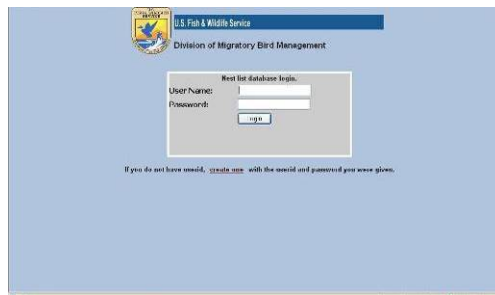 U.S. Fish & Wildlife Service
Division of Migratory Bird Management
Nest list database login.
User Name:
Password:
Login
If you do not have userid, create one with the userid and password you were given.